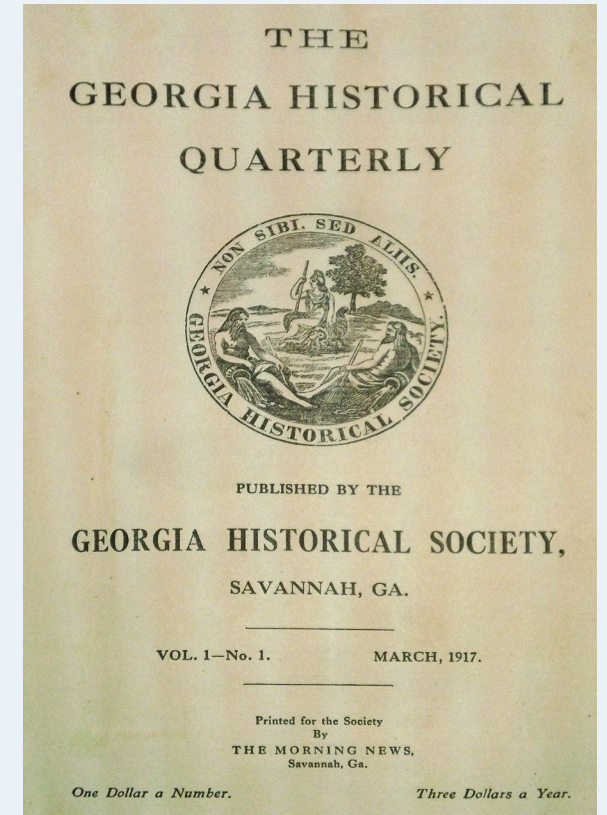 THE
GEORGIA HISTORICAL
QUARTERLY
NON SIBI, SED ALIIS.
GEORGIA HISTORICAL SOCIETY.
PUBLISHED BY THE
GEORGIA HISTORICAL SOCIETY,
SAVANNAH, GA.
VOL. 1—No. 1. MARCH, 1917.
Printed for the Society
By
THE MORNING NEWS,
Savannah, Ga.
One Dollar a Number. Three Dollars a Year.